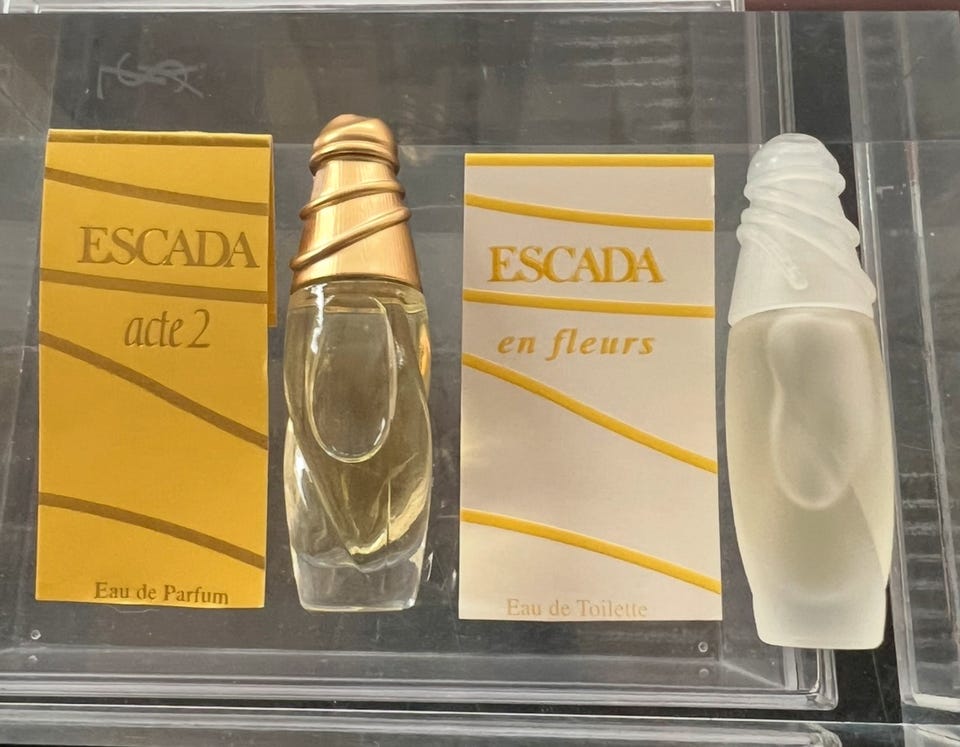 ESCADA
acte 2
Eau de Parfum
ESCADA
en fleurs
Eau de Toilette